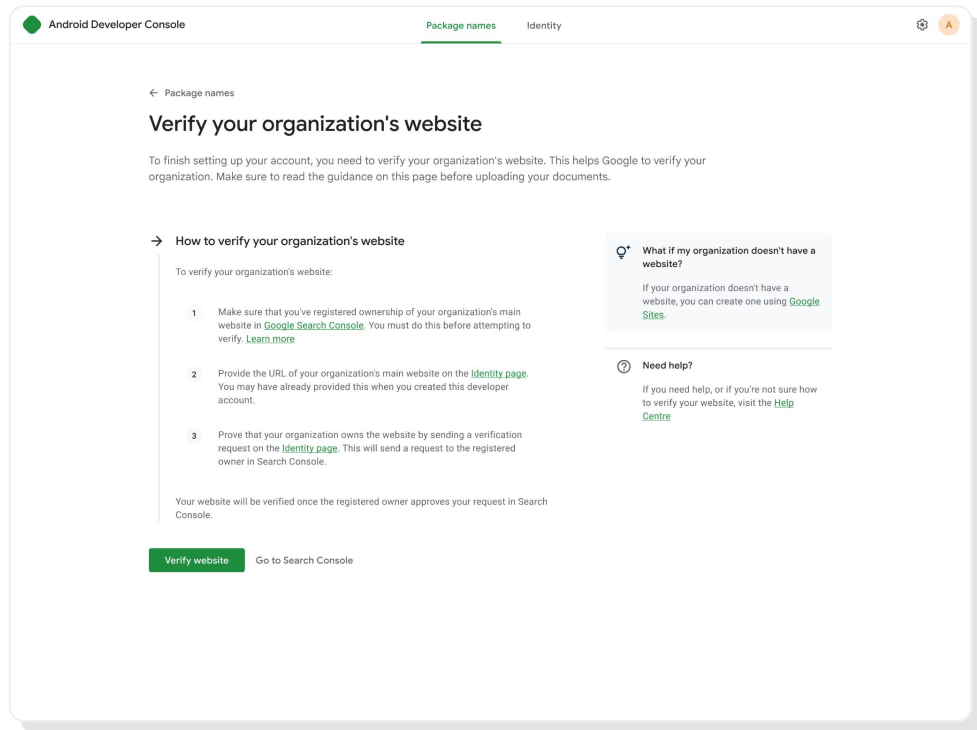 Android Developer Console
Package names
Identity
A
← Package names
Verify your organization's website
To finish setting up your account, you need to verify your organization's website. This helps Google to verify your
organization. Make sure to read the guidance on this page before uploading your documents.
→ How to verify your organization's website
To verify your organization's website:
1 Make sure that you've registered ownership of your organization's main
website in Google Search Console. You must do this before attempting to
verify. Learn more
2 Provide the URL of your organization's main website on the Identity page.
You may have already provided this when you created this developer
account.
3 Prove that your organization owns the website by sending a verification
request on the Identity page. This will send a request to the registered
owner in Search Console.
Your website will be verified once the registered owner approves your request in Search
Console.
Verify website
Go to Search Console
What if my organization doesn't have a
website?
If your organization doesn't have a
website, you can create one using Google
Sites.
Need help?
If you need help, or if you're not sure how
to verify your website, visit the Help
Centre